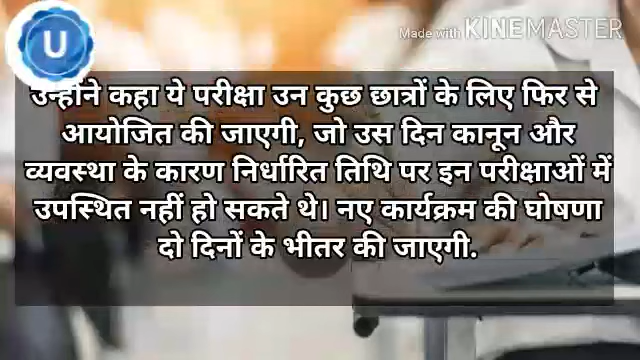 U
Made with KINEMASTER
उन्होंने कहा ये परीक्षा उन कुछ छात्रों के लिए फिर से
आयोजित की जाएगी, जो उस दिन कानून और
व्यवस्था के कारण निर्धारित तिथि पर इन परीक्षाओं में
उपस्थित नहीं हो सकते थे। नए कार्यक्रम की घोषणा
दो दिनों के भीतर की जाएगी.